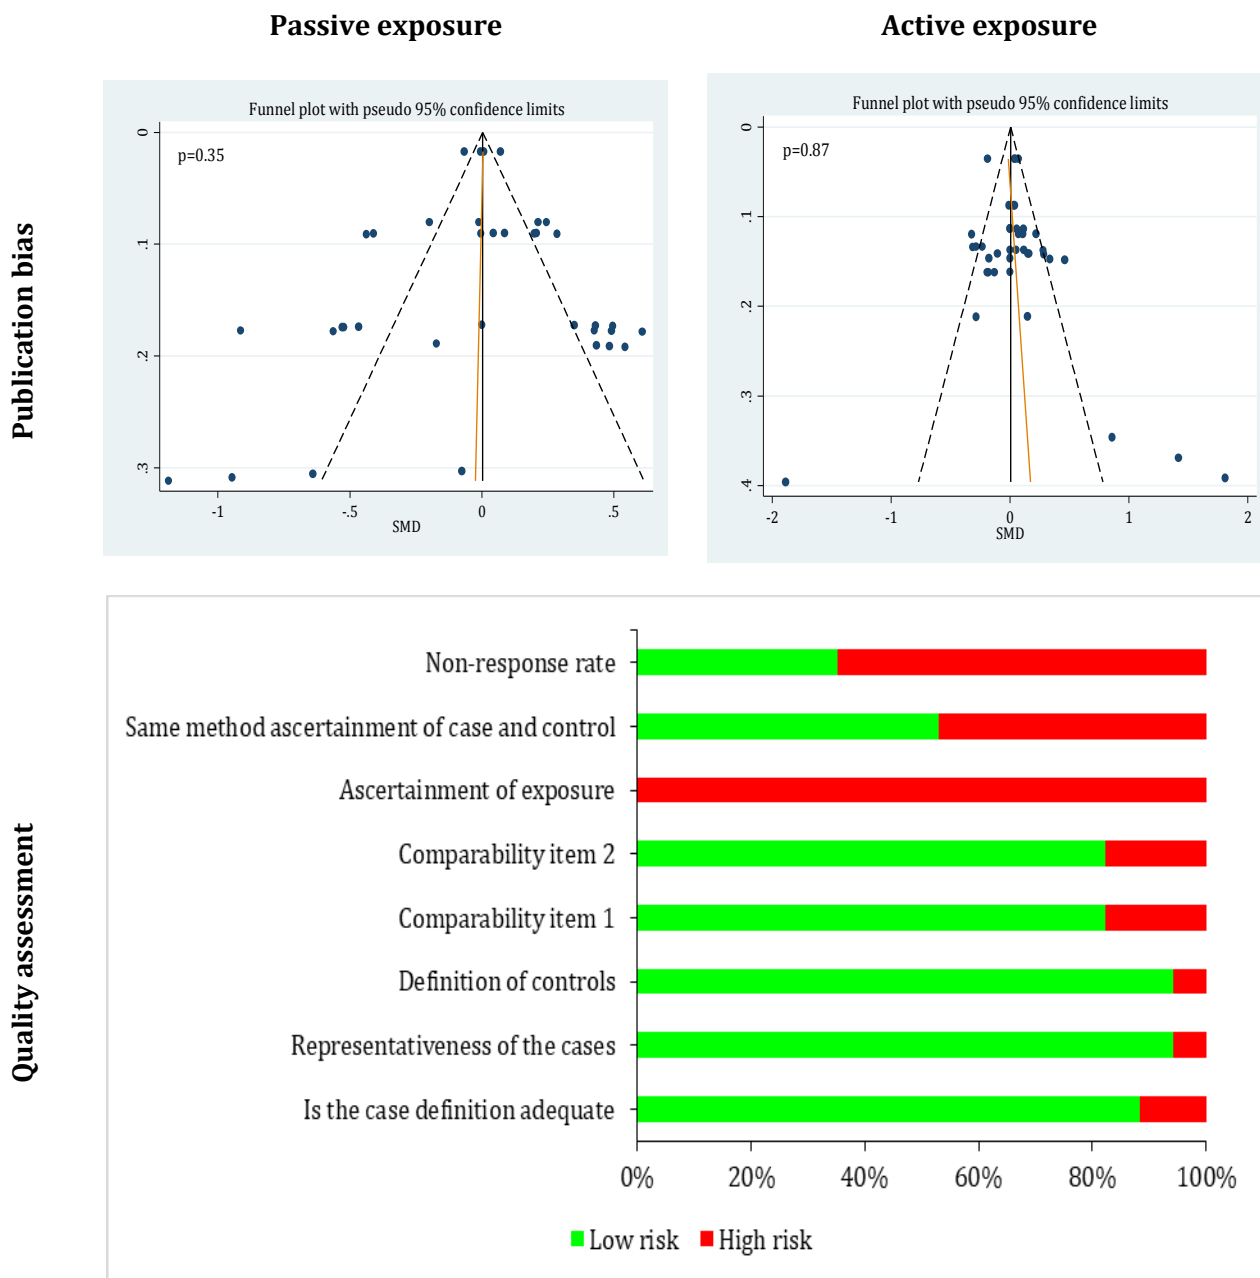 Passive exposure
Active exposure
Publication bias
Funnel plot with pseudo 95% confidence limits
p=0.35
0
.1
.2
.3
-1
-.5
0
.5
SMD
Funnel plot with pseudo 95% confidence limits
p=0.87
0
.1
.2
.3
.4
-2
-1
0
1
2
SMD
Quality assessment
Non-response rate
Same method ascertainment of case and control
Ascertainment of exposure
Comparability item 2
Comparability item 1
Definition of controls
Representativeness of the cases
Is the case definition adequate
0% 20% 40% 60% 80% 100%
Low risk High risk